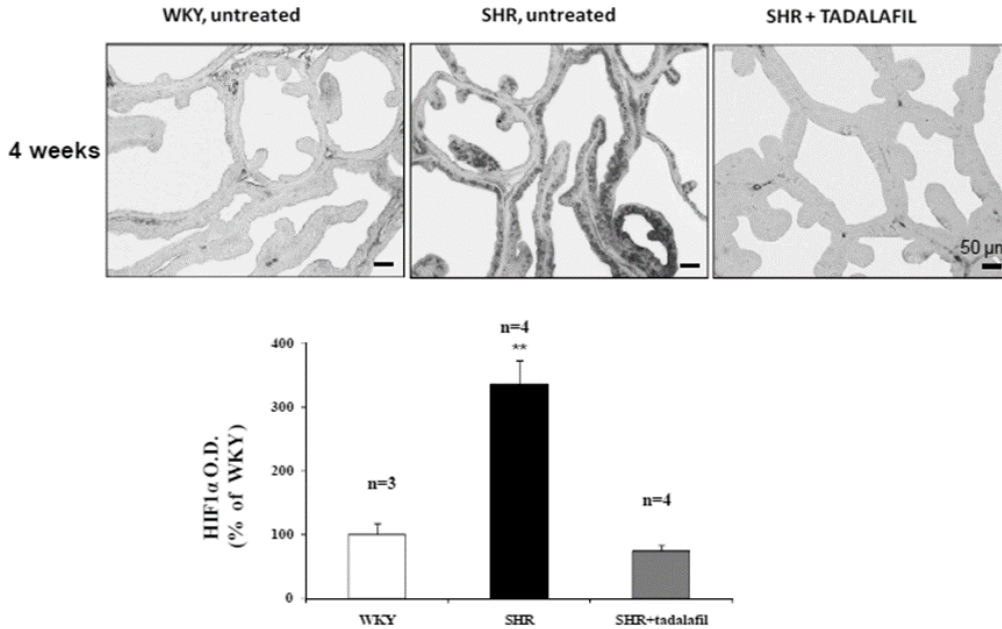 WKY, untreated
SHR, untreated
SHR + TADALAFIL
4 weeks
50 µm
n=4
**
400
300
200
100
0
HIF1α O.D.
(% of WKY)
n=3
n=4
WKY
SHR
SHR+tadalafil